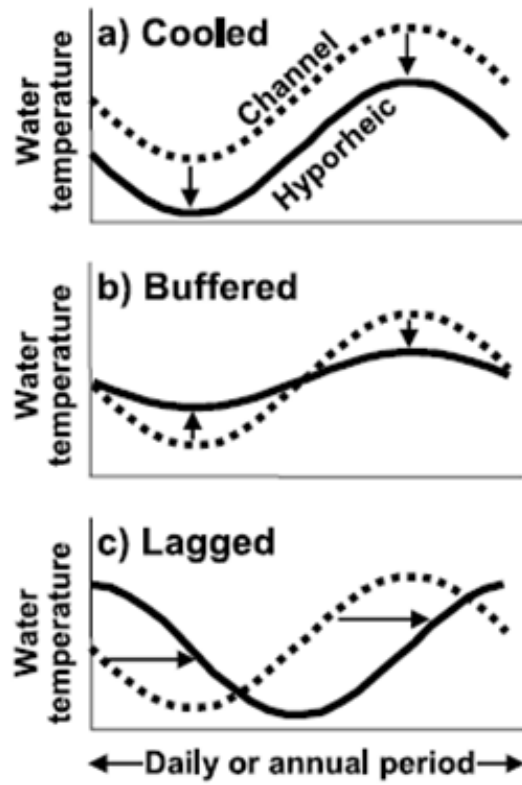 a) Cooled
Water
temperature
Channel
Hyporheic
b) Buffered
Water
temperature
c) Lagged
Water
temperature
Daily or annual period